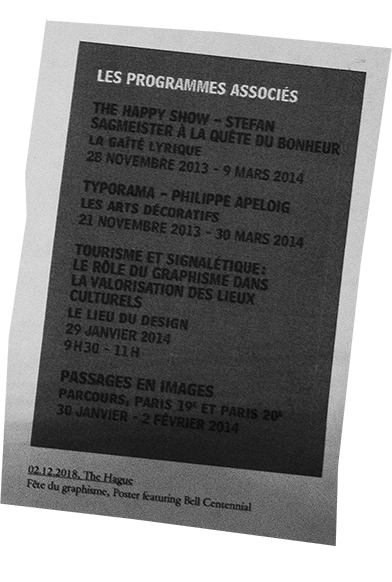 LES PROGRAMMES ASSOCIÉS
THE HAPPY SHOW – STEFAN
SAGMEISTER À LA QUÊTE DU BONHEUR
LA GAÎTÉ LYRIQUE
28 NOVEMBRE 2013 - 9 MARS 2014
TYPORAMA – PHILIPPE APELOIG
LES ARTS DÉCORATIFS
21 NOVEMBRE 2013 - 30 MARS 2014
TOURISME ET SIGNALÉTIQUE :
LE RÔLE DU GRAPHISME DANS
LA VALORISATION DES LIEUX
CULTURELS
LE LIEU DU DESIGN
29 JANVIER 2014
9H30 - 11H
PASSAGES EN IMAGES
PARCOURS, PARIS 19E ET PARIS 20E
30 JANVIER - 2 FÉVRIER 2014
02.12.2018, The Hague
Fête du graphisme, Poster featuring Bell Centennial